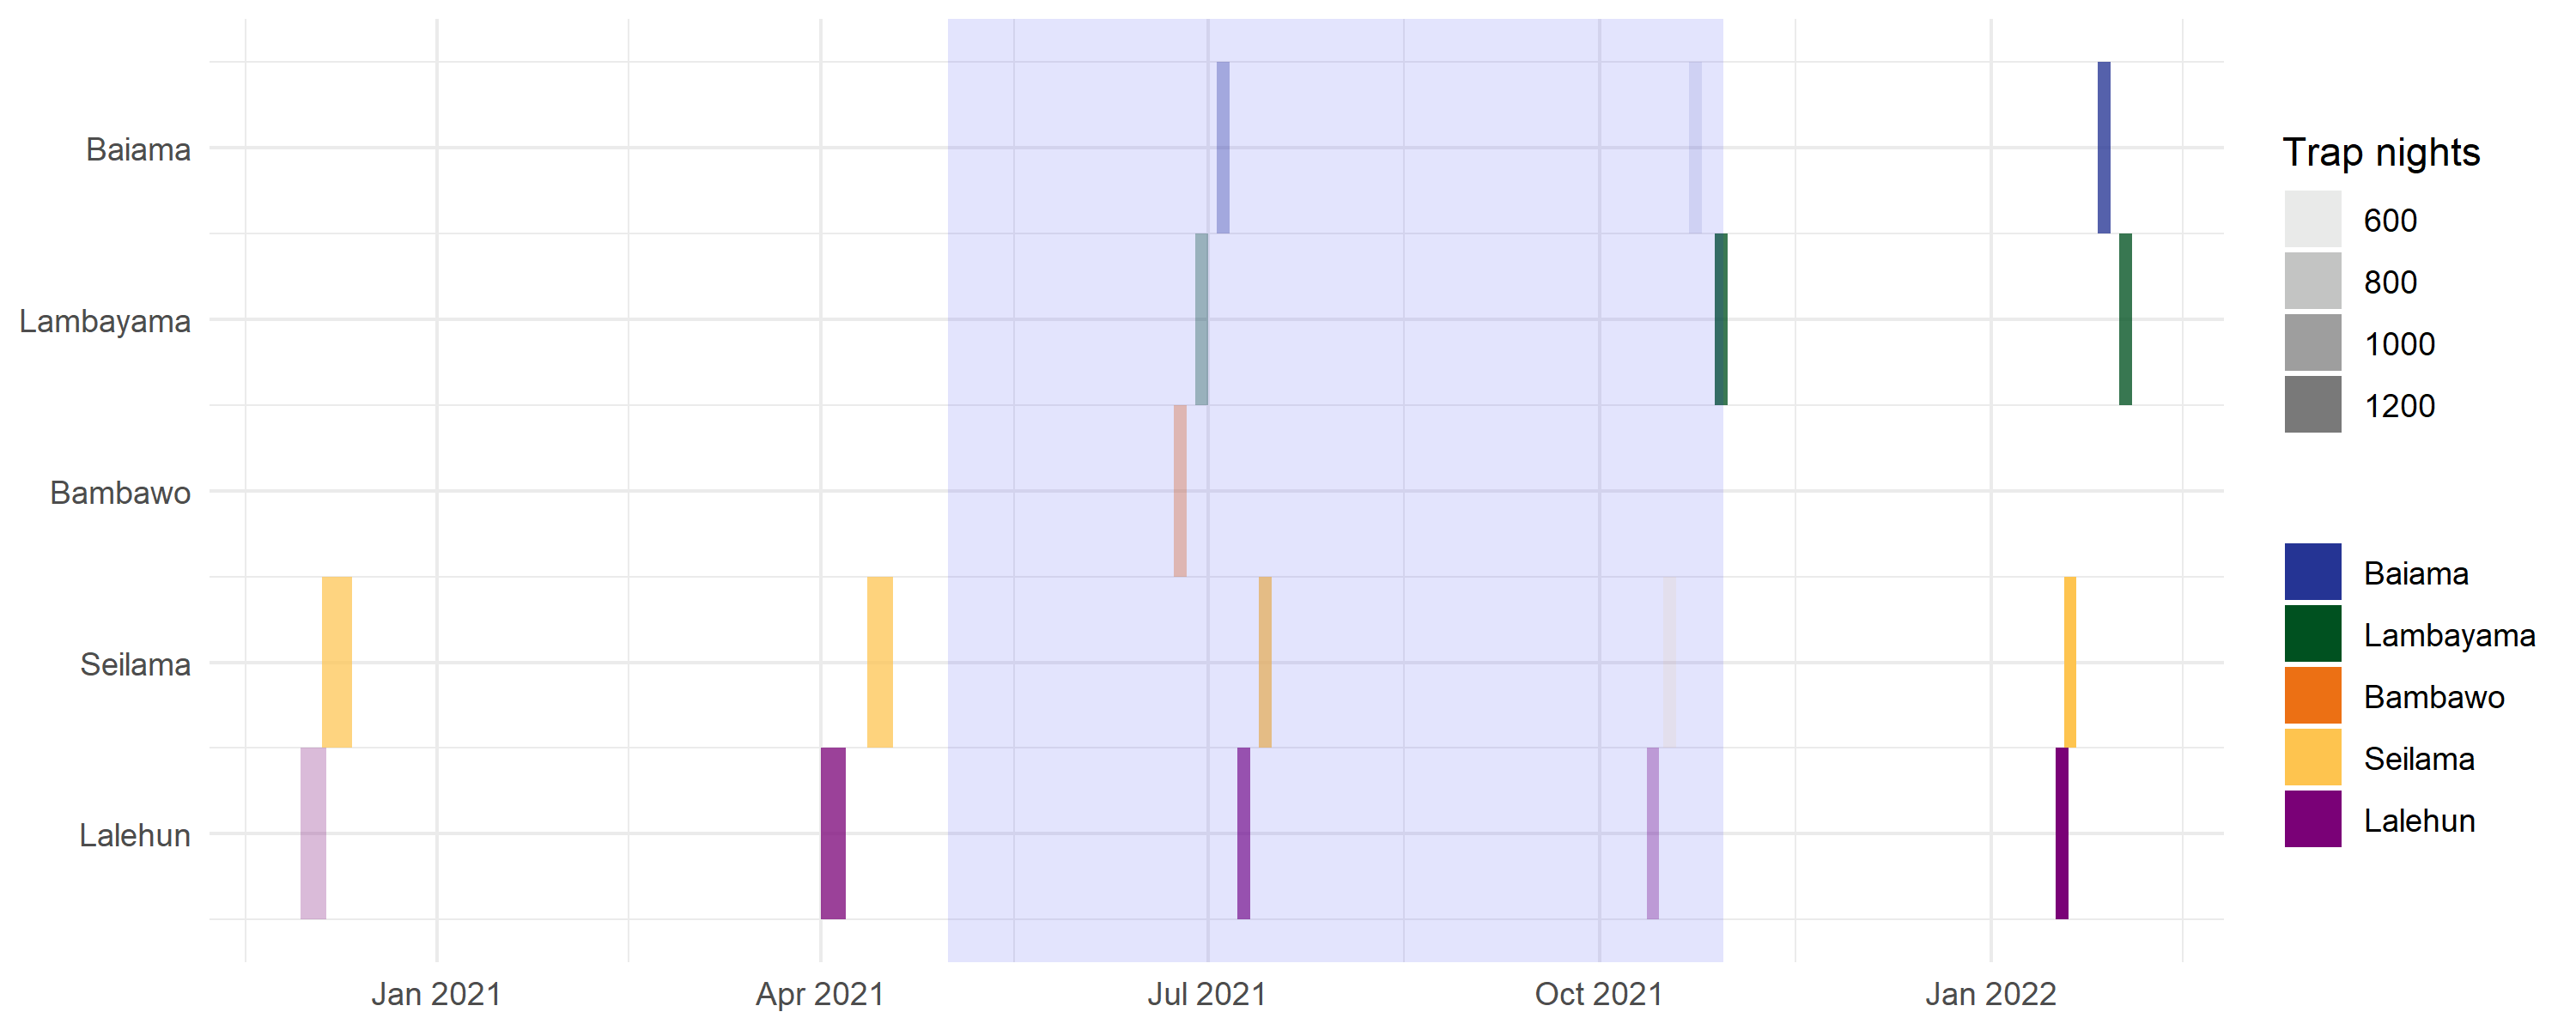 Baiama
Lambayama
Bambawo
Seilama
Lalehun
Jan 2021
Apr 2021
Jul 2021
Oct 2021
Jan 2022
Trap nights
600
800
1000
1200
Baiama
Lambayama
Bambawo
Seilama
Lalehun